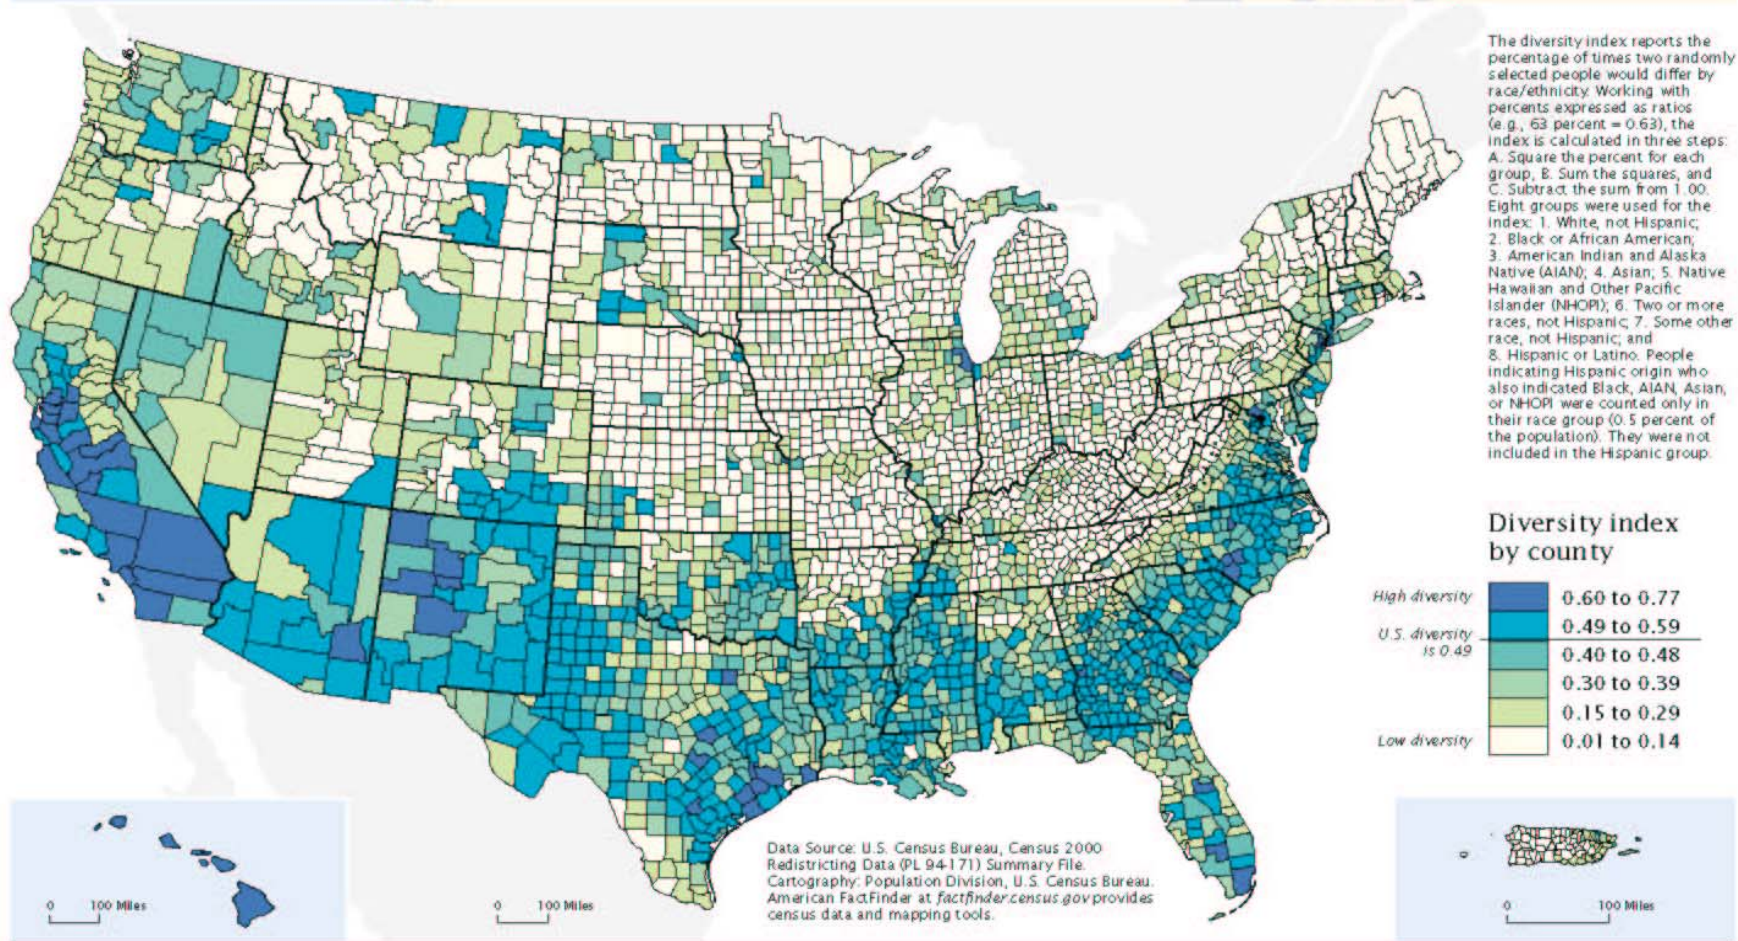 The diversity index reports the
percentage of times two randomly
selected people would differ by
race/ethnicity. Working with
percents expressed as ratios
(e.g., 63 percent = 0.63), the
index is calculated in three steps:
A. Square the percent for each
group, B. Sum the squares, and
C. Subtract the sum from 1.00.
Eight groups were used for the
index: 1. White, not Hispanic;
2. Black or African American;
3. American Indian and Alaska
Native (AIAN); 4. Asian; 5. Native
Hawaiian and Other Pacific
Islander (NHOPI); 6. Two or more
races, not Hispanic; 7. Some other
race, not Hispanic; and
8. Hispanic or Latino. People
indicating Hispanic origin who
also indicated Black, AIAN, Asian,
or NHOPI were counted only in
their race group (0.5 percent of
the population). They were not
included in the Hispanic group.
Diversity index
by county
High diversity
0.60 to 0.77
0.49 to 0.59
U.S. diversity
is 0.49
0.40 to 0.48
0.30 to 0.39
0.15 to 0.29
Low diversity
0.01 to 0.14
Data Source: U.S. Census Bureau, Census 2000
Redistricting Data (PL 94-171) Summary File.
Cartography: Population Division, U.S. Census Bureau.
American FactFinder at factfinder.census.gov provides
census data and mapping tools.
0 100 Miles
0 100 Miles
0 100 Miles